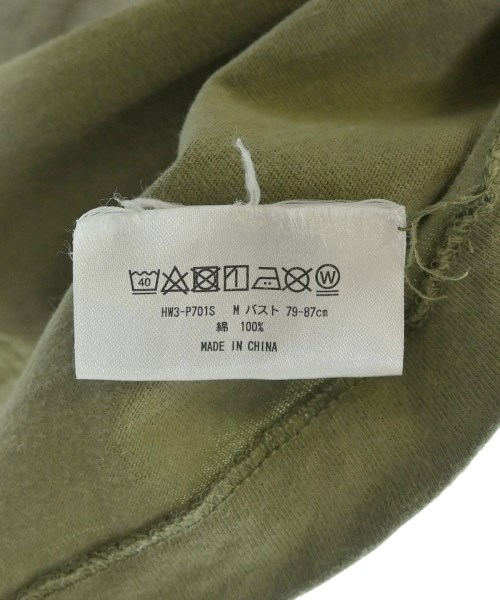 40 W
HW3-P701S M バスト 79-87cm
綿 100%
MADE IN CHINA